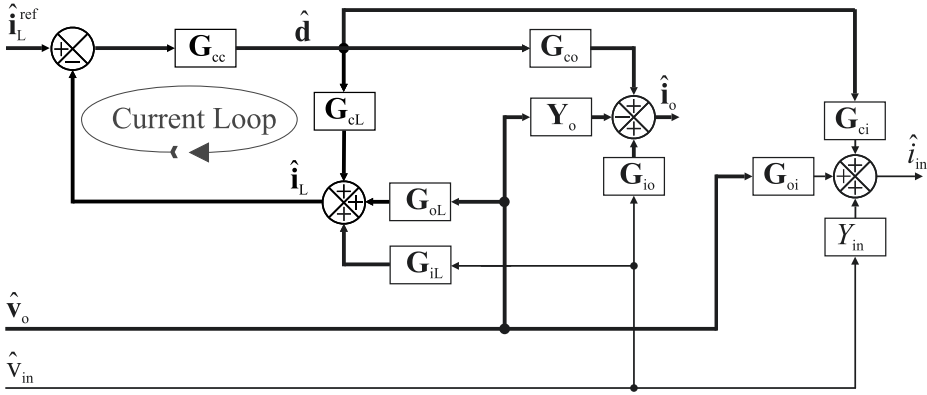 î_L^ref
G_cc
d̂
G_co
î_o
G_cL
Y_o
G_ci
Current Loop
î_L
G_io
G_oi
î_in
G_oL
Y_in
G_iL
v̂_o
v̂_in